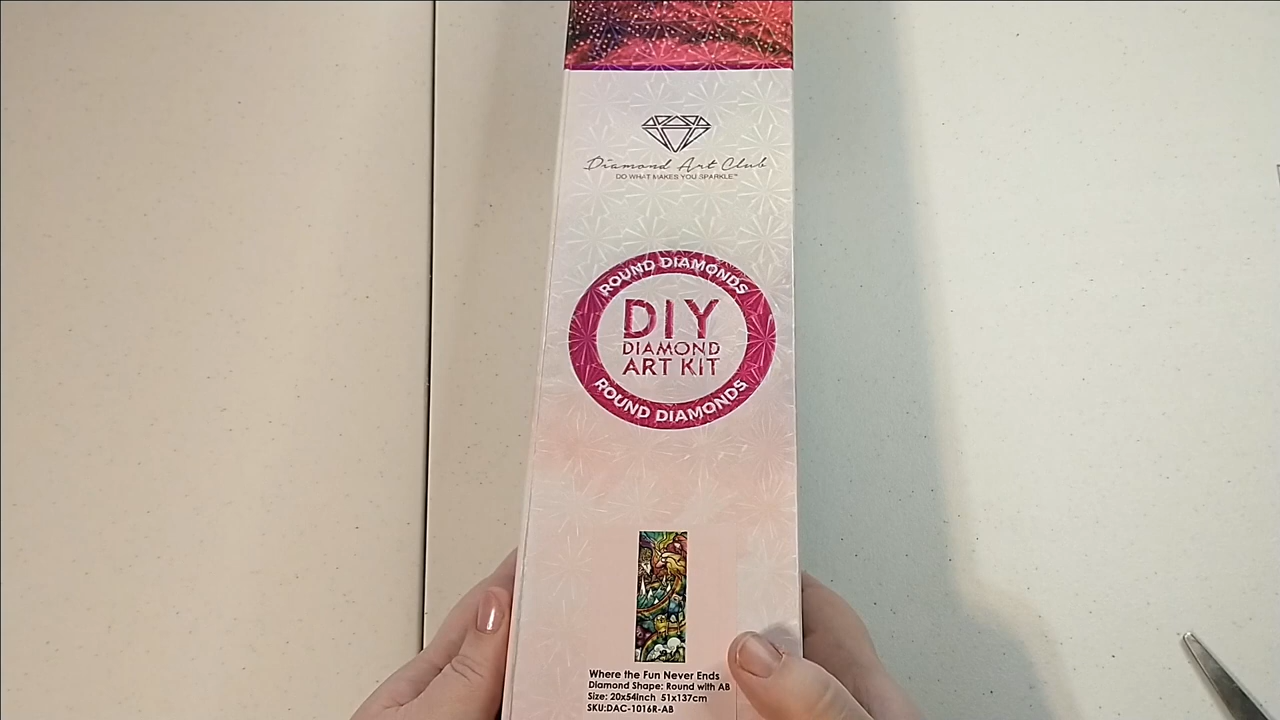 Diamond Art Club
DO WHAT MAKES YOU SPARKLE™
ROUND DIAMONDS
DIY
DIAMOND
ART KIT
ROUND DIAMONDS
Where the Fun Never Ends
Diamond Shape: Round with AB
Size: 20x54inch 51x137cm
SKU:DAC-1016R-AB